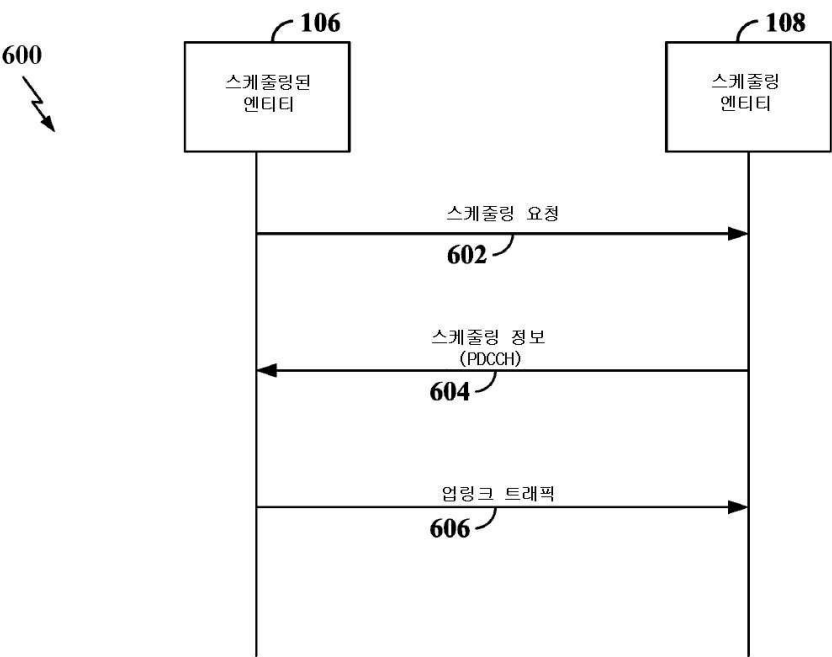 106
108
600
스케줄링된
엔티티
스케줄링
엔티티
스케줄링 요청
602
스케줄링 정보
(PDCCH)
604
업링크 트래픽
606